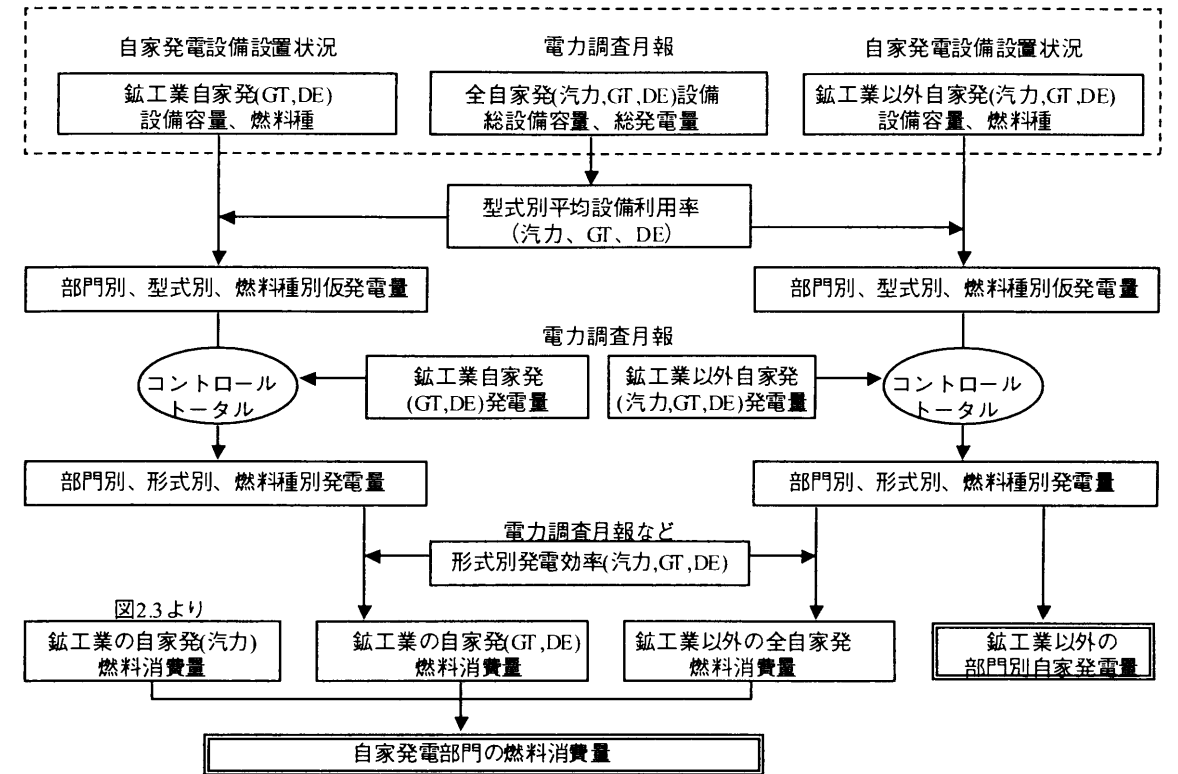 自家発電設備設置状況
電力調査月報
自家発電設備設置状況
鉱工業自家発(GT,DE)
設備容量、燃料種
全自家発(汽力,GT,DE)設備
総設備容量、総発電量
鉱工業以外自家発(汽力,GT,DE)
設備容量、燃料種
型式別平均設備利用率
(汽力、GT、DE)
部門別、型式別、燃料種別仮発電量
部門別、型式別、燃料種別仮発電量
電力調査月報
コントロール
トータル
鉱工業自家発
(GT,DE)発電量
鉱工業以外自家発
(汽力,GT,DE)発電量
コントロール
トータル
部門別、形式別、燃料種別発電量
部門別、形式別、燃料種別発電量
電力調査月報など
形式別発電効率(汽力,GT,DE)
図2.3より
鉱工業の自家発(汽力)
燃料消費量
鉱工業の自家発(GT,DE)
燃料消費量
鉱工業以外の全自家発
燃料消費量
鉱工業以外の
部門別自家発電量
自家発電部門の燃料消費量